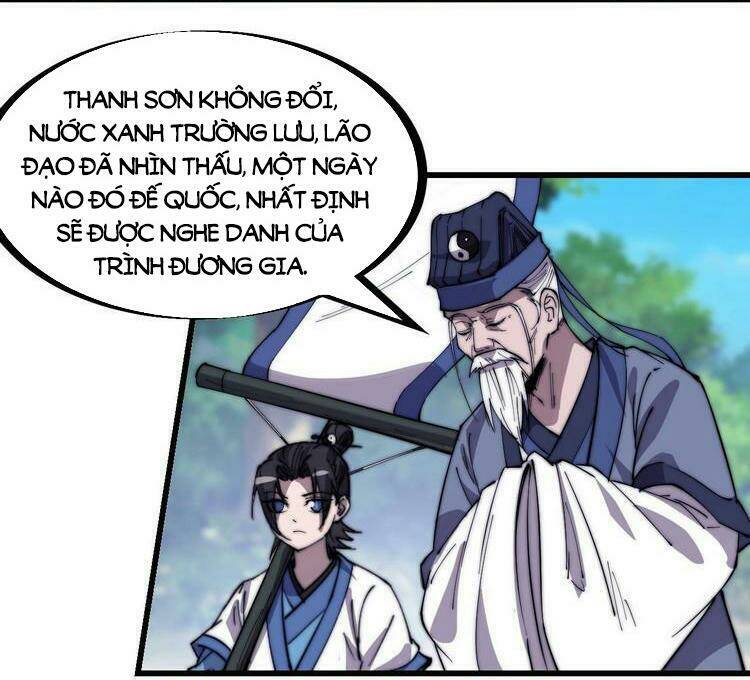 THANH SƠN KHÔNG ĐỔI,
NƯỚC XANH TRƯỜNG LƯU, LÃO
ĐẠO ĐÃ NHÌN THẤU, MỘT NGÀY
NÀO ĐÓ ĐẾ QUỐC, NHẤT ĐỊNH
SẼ ĐƯỢC NGHE DANH CỦA
TRÌNH ĐƯƠNG GIA.